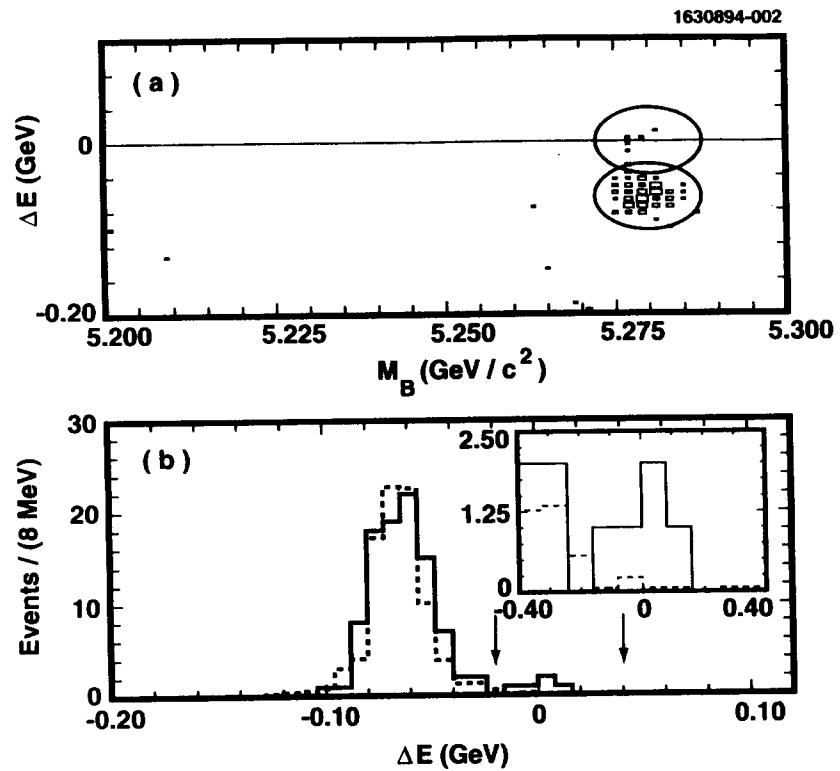 1630894-002
( a )
ΔE (GeV)
0
-0.20
5.200 5.225 5.250 5.275 5.300
M_B (GeV / c²)
30
( b )
20
10
0
Events / (8 MeV)
2.50
1.25
0
-0.40 0 0.40
-0.20 -0.10 0 0.10
ΔE (GeV)